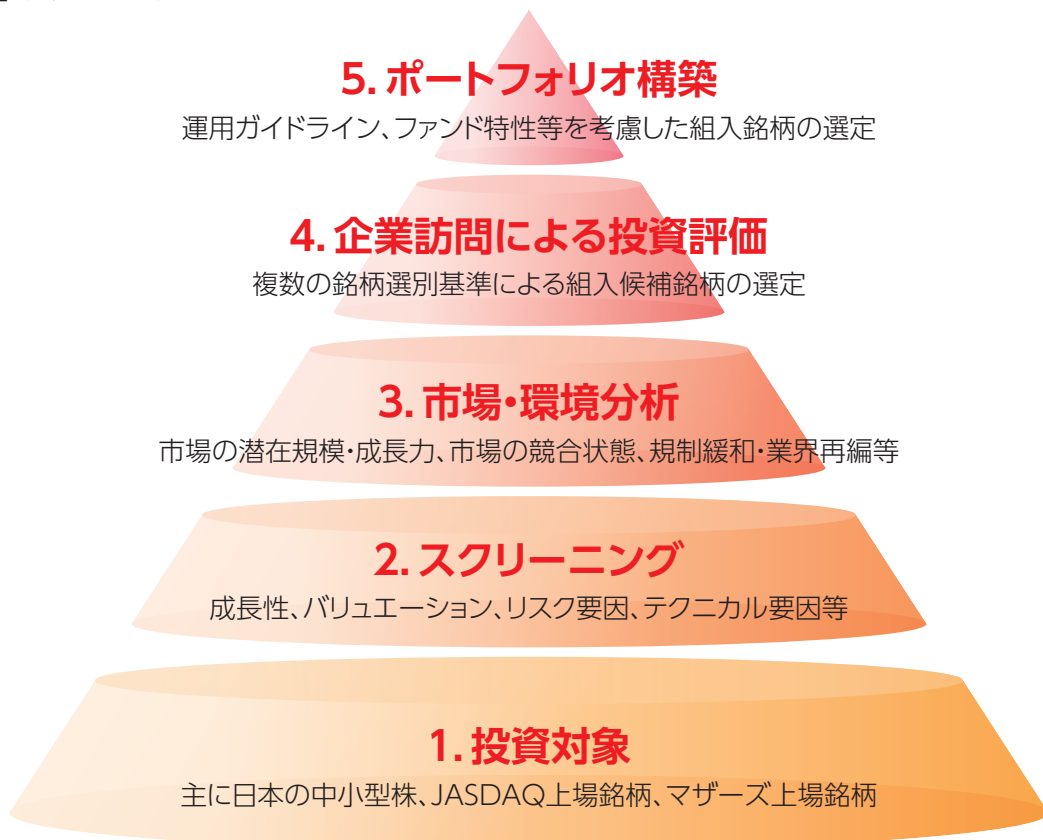 5. ポートフォリオ構築
運用ガイドライン、ファンド特性等を考慮した組入銘柄の選定
4. 企業訪問による投資評価
複数の銘柄選別基準による組入候補銘柄の選定
3. 市場・環境分析
市場の潜在規模・成長力、市場の競合状態、規制緩和・業界再編等
2. スクリーニング
成長性、バリュエーション、リスク要因、テクニカル要因等
1. 投資対象
主に日本の中小型株、JASDAQ上場銘柄、マザーズ上場銘柄